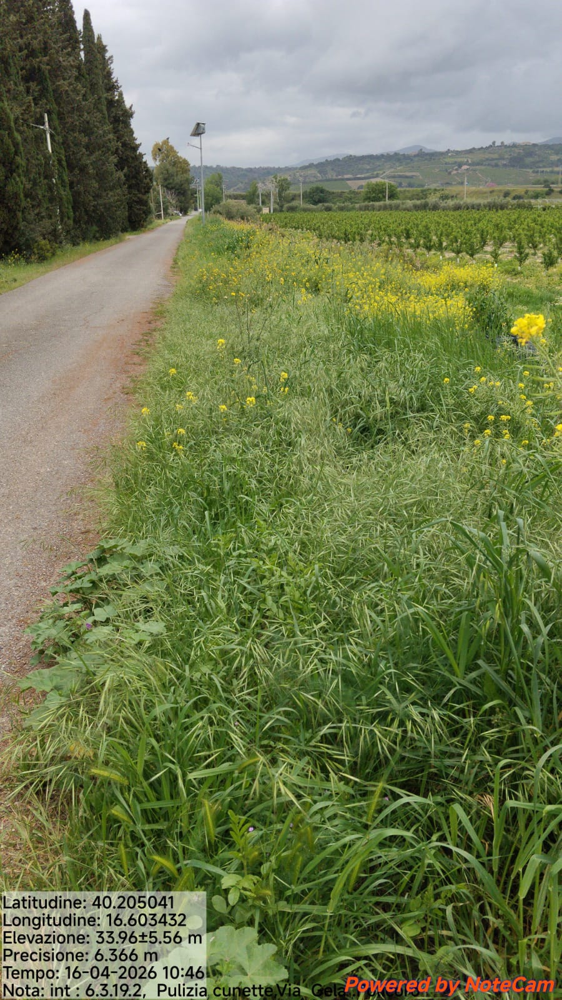 Latitudine: 40.205041
Longitudine: 16.603432
Elevazione: 33.96±5.56 m
Precisione: 6.366 m
Tempo: 16-04-2026 10:46
Nota: int : 6.3.19.2, Pulizia cunette,Via Gela
Powered by NoteCam